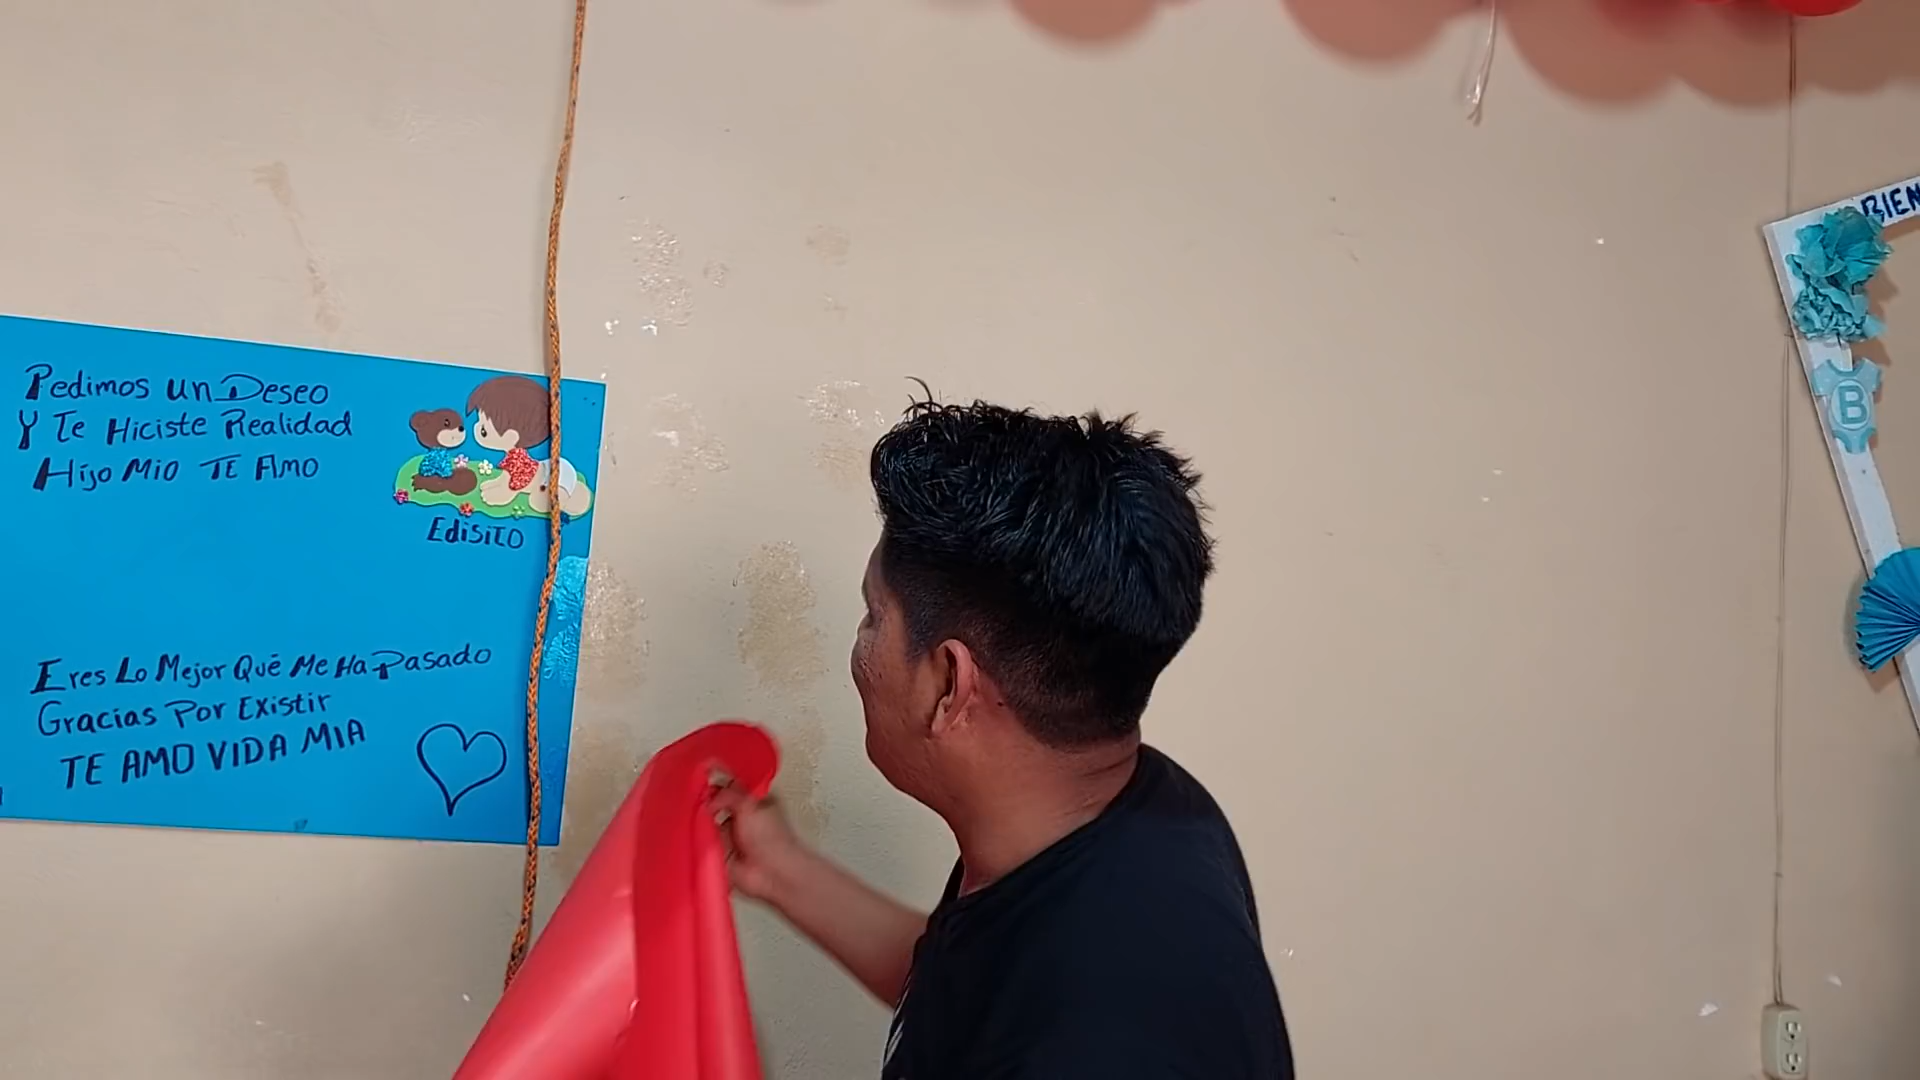 Pedimos un Deseo
Y Te Hiciste Realidad
Hijo Mio TE AMO
Edisito
Eres Lo Mejor Qué Me Ha Pasado
Gracias Por Existir
TE AMO VIDA MIA
BIEN
B